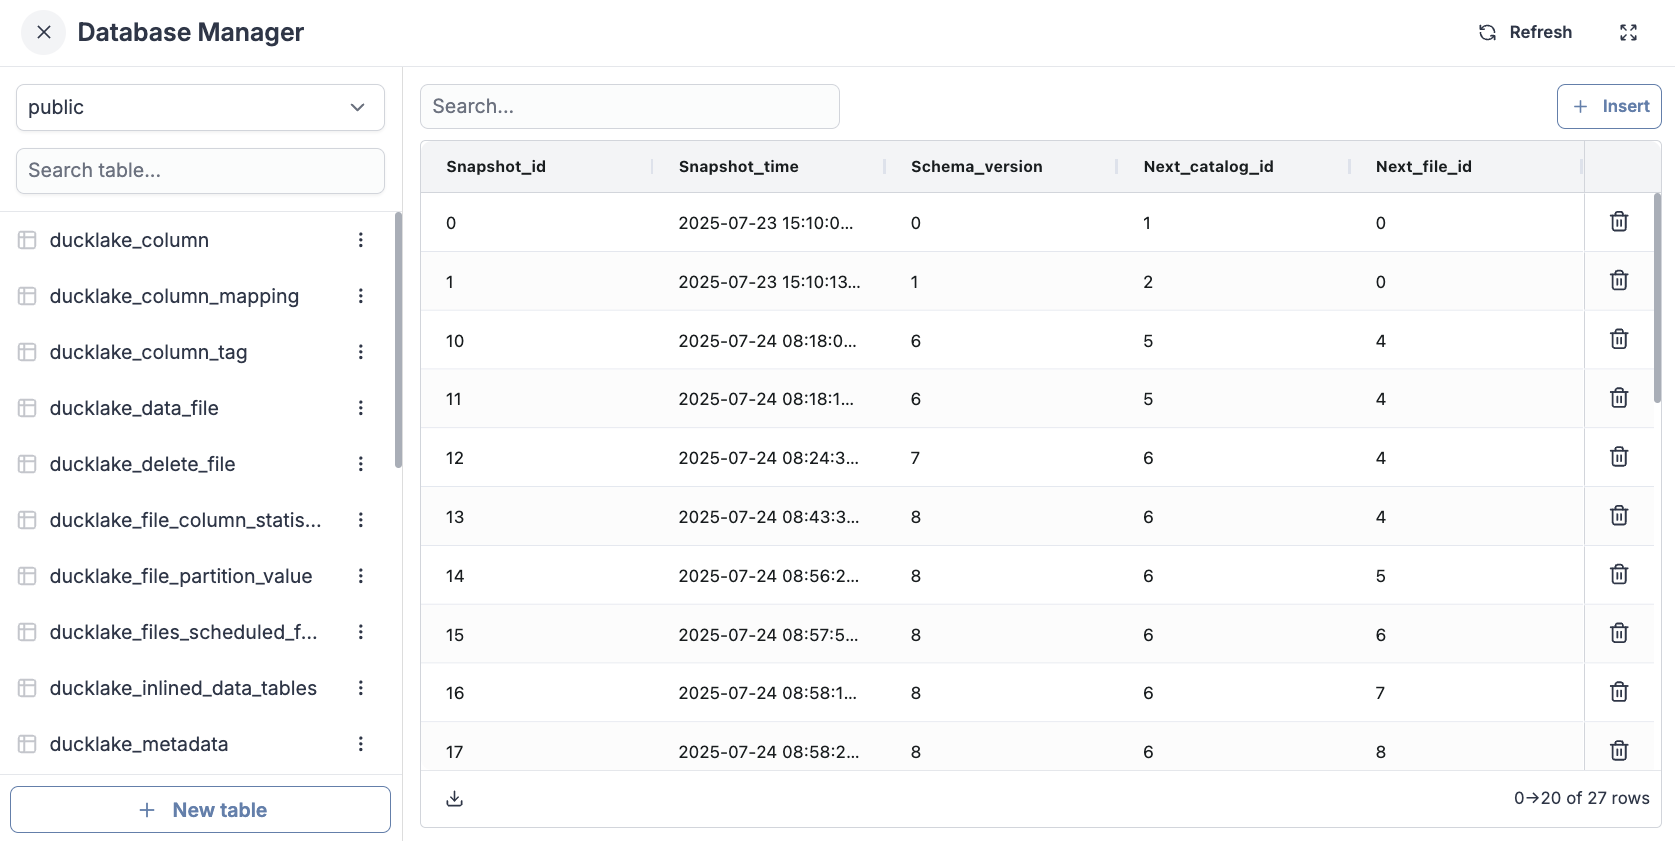 Database Manager
Refresh
public
Search table...
ducklake_column
ducklake_column_mapping
ducklake_column_tag
ducklake_data_file
ducklake_delete_file
ducklake_file_column_statis...
ducklake_file_partition_value
ducklake_files_scheduled_f...
ducklake_inlined_data_tables
ducklake_metadata
+ New table
Search...
+ Insert
Snapshot_id Snapshot_time Schema_version Next_catalog_id Next_file_id
0 2025-07-23 15:10:0... 0 1 0
1 2025-07-23 15:10:13... 1 2 0
10 2025-07-24 08:18:0... 6 5 4
11 2025-07-24 08:18:1... 6 5 4
12 2025-07-24 08:24:3... 7 6 4
13 2025-07-24 08:43:3... 8 6 4
14 2025-07-24 08:56:2... 8 6 5
15 2025-07-24 08:57:5... 8 6 6
16 2025-07-24 08:58:1... 8 6 7
17 2025-07-24 08:58:2... 8 6 8
0→20 of 27 rows